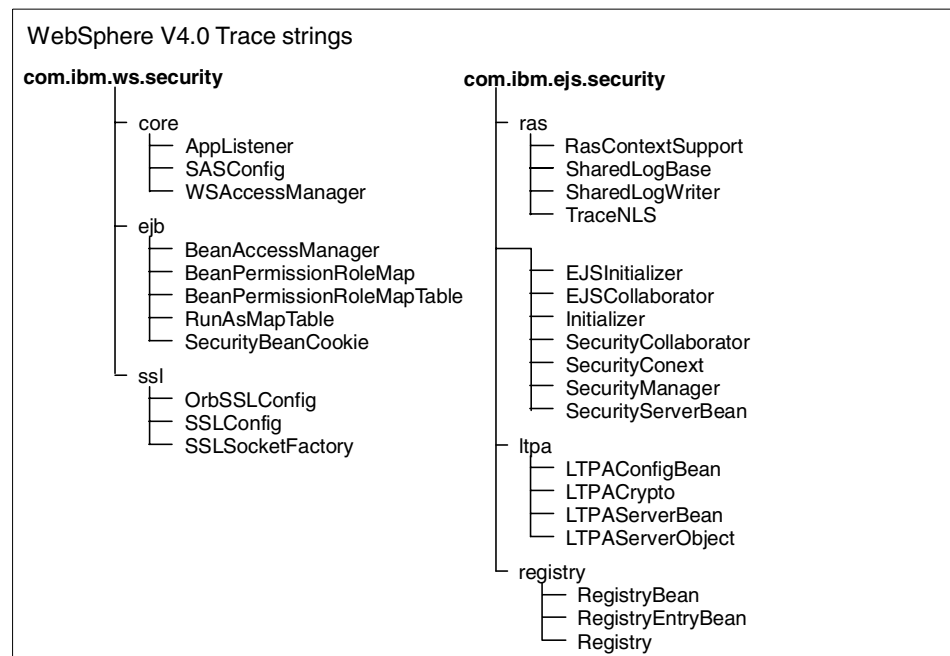 WebSphere V4.0 Trace strings
com.ibm.ws.security
core
AppListener
SASConfig
WSAccessManager
ejb
BeanAccessManager
BeanPermissionRoleMap
BeanPermissionRoleMapTable
RunAsMapTable
SecurityBeanCookie
ssl
OrbSSLConfig
SSLConfig
SSLSocketFactory
com.ibm.ejs.security
ras
RasContextSupport
SharedLogBase
SharedLogWriter
TraceNLS
EJSInitializer
EJSCollaborator
Initializer
SecurityCollaborator
SecurityConext
SecurityManager
SecurityServerBean
ltpa
LTPAConfigBean
LTPACrypto
LTPAServerBean
LTPAServerObject
registry
RegistryBean
RegistryEntryBean
Registry